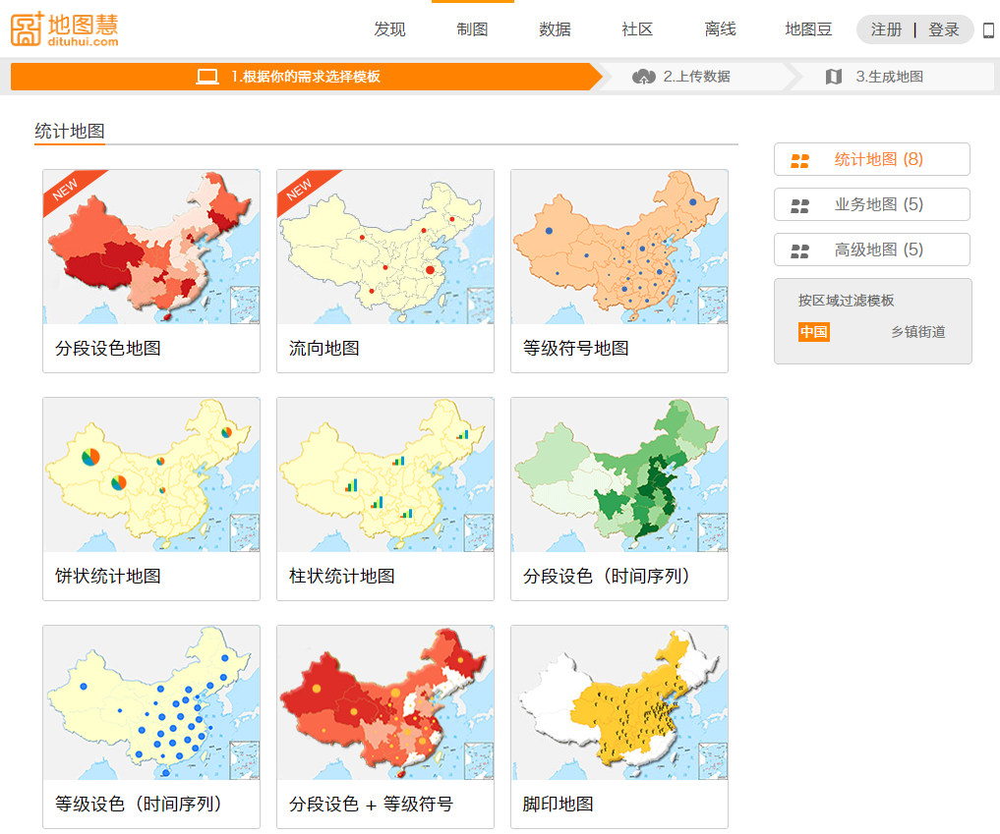 地图慧
dituhui.com
发现 制图 数据 社区 离线 地图豆 注册 | 登录
1.根据你的需求选择模板 2.上传数据 3.生成地图
统计地图
统计地图 (8)
业务地图 (5)
高级地图 (5)
按区域过滤模板
中国 乡镇街道
NEW
NEW
分段设色地图 流向地图 等级符号地图
饼状统计地图 柱状统计地图 分段设色（时间序列）
等级设色（时间序列） 分段设色 + 等级符号 脚印地图